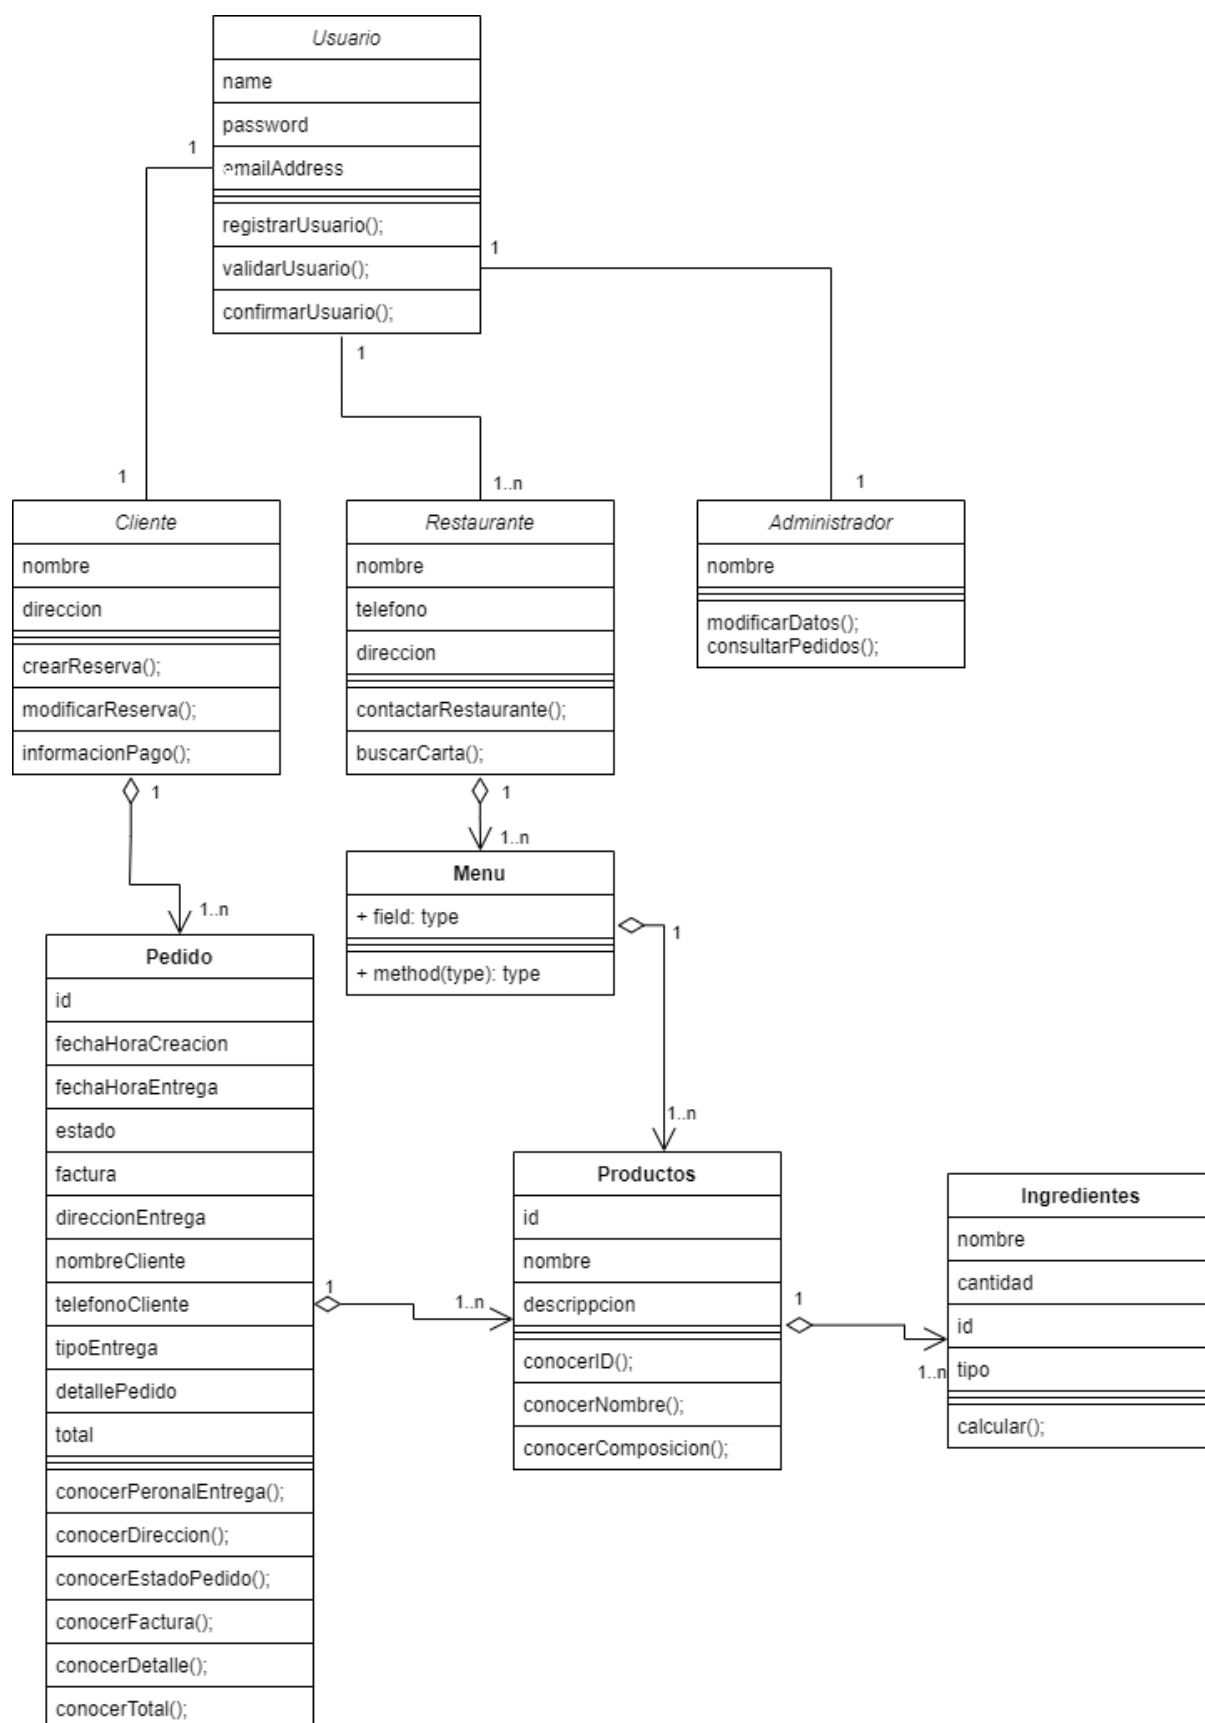 Usuario
name
password
emailAddress
registrarUsuario();
validarUsuario();
confirmarUsuario();
1
1
1
1
1..n
1
Cliente
nombre
direccion
crearReserva();
modificarReserva();
informacionPago();
Restaurante
nombre
telefono
direccion
contactarRestaurante();
buscarCarta();
Administrador
nombre
modificarDatos();
consultarPedidos();
1
1..n
1
1..n
Menu
+ field: type
+ method(type): type
1
1..n
Pedido
id
fechaHoraCreacion
fechaHoraEntrega
estado
factura
direccionEntrega
nombreCliente
telefonoCliente
tipoEntrega
detallePedido
total
conocerPeronalEntrega();
conocerDireccion();
conocerEstadoPedido();
conocerFactura();
conocerDetalle();
conocerTotal();
1
1..n
Productos
id
nombre
descrippcion
conocerID();
conocerNombre();
conocerComposicion();
1
1..n
Ingredientes
nombre
cantidad
id
tipo
calcular();